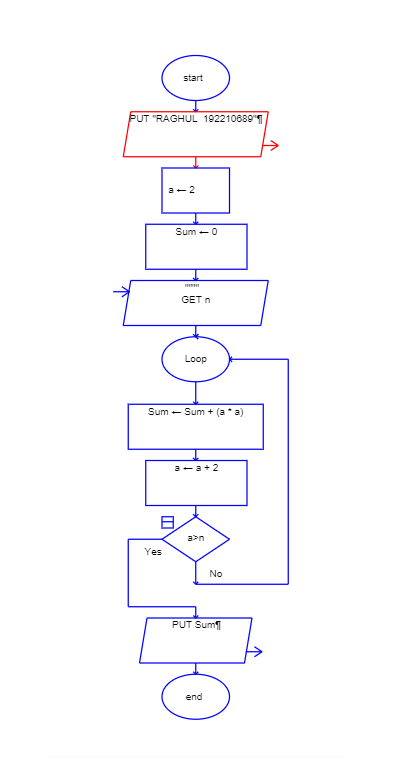 start
PUT "RAGHUL  192210689"¶
a ← 2
Sum ← 0
""""
GET n
Loop
Sum ← Sum + (a * a)
a ← a + 2
a>n
Yes
No
PUT Sum¶
end